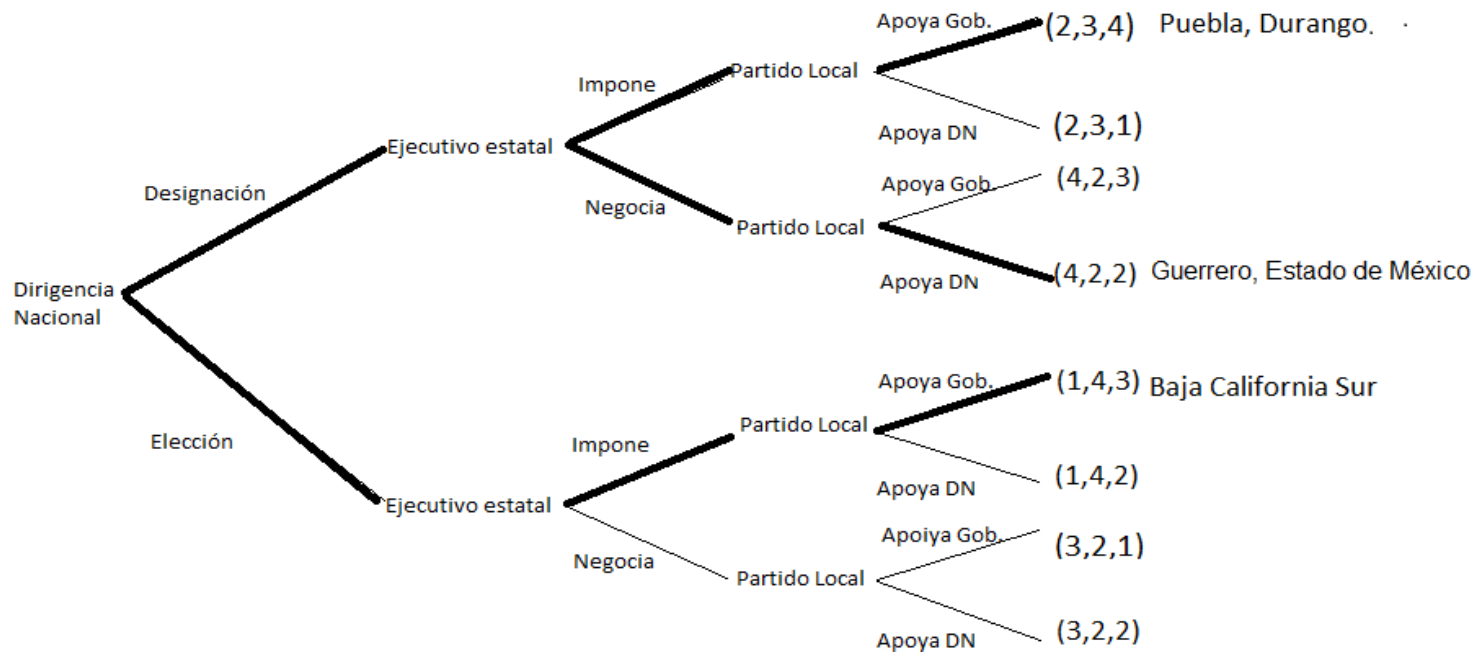 Apoya Gob.
(2,3,4) Puebla, Durango.
Impone
Partido Local
Apoya DN
(2,3,1)
Ejecutivo estatal
Designación
Apoya Gob.
(4,2,3)
Negocia
Partido Local
Apoya DN
(4,2,2) Guerrero, Estado de México
Dirigencia
Nacional
Apoya Gob.
(1,4,3) Baja California Sur
Elección
Impone
Partido Local
Apoya DN
(1,4,2)
Ejecutivo estatal
Apoiya Gob.
(3,2,1)
Negocia
Partido Local
Apoya DN
(3,2,2)